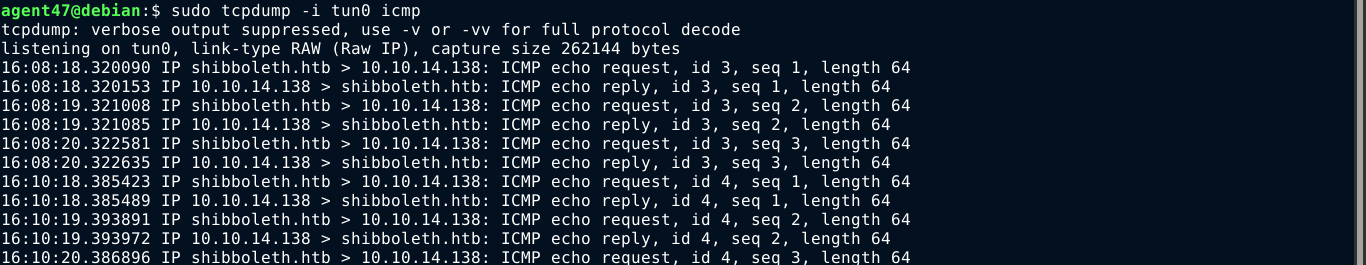 agent47@debian:$ sudo tcpdump -i tun0 icmp
tcpdump: verbose output suppressed, use -v or -vv for full protocol decode
listening on tun0, link-type RAW (Raw IP), capture size 262144 bytes
16:08:18.320090 IP shibboleth.htb > 10.10.14.138: ICMP echo request, id 3, seq 1, length 64
16:08:18.320153 IP 10.10.14.138 > shibboleth.htb: ICMP echo reply, id 3, seq 1, length 64
16:08:19.321008 IP shibboleth.htb > 10.10.14.138: ICMP echo request, id 3, seq 2, length 64
16:08:19.321085 IP 10.10.14.138 > shibboleth.htb: ICMP echo reply, id 3, seq 2, length 64
16:08:20.322581 IP shibboleth.htb > 10.10.14.138: ICMP echo request, id 3, seq 3, length 64
16:08:20.322635 IP 10.10.14.138 > shibboleth.htb: ICMP echo reply, id 3, seq 3, length 64
16:10:18.385423 IP shibboleth.htb > 10.10.14.138: ICMP echo request, id 4, seq 1, length 64
16:10:18.385489 IP 10.10.14.138 > shibboleth.htb: ICMP echo reply, id 4, seq 1, length 64
16:10:19.393891 IP shibboleth.htb > 10.10.14.138: ICMP echo request, id 4, seq 2, length 64
16:10:19.393972 IP 10.10.14.138 > shibboleth.htb: ICMP echo reply, id 4, seq 2, length 64
16:10:20.386896 IP shibboleth.htb > 10.10.14.138: ICMP echo request, id 4, seq 3, length 64